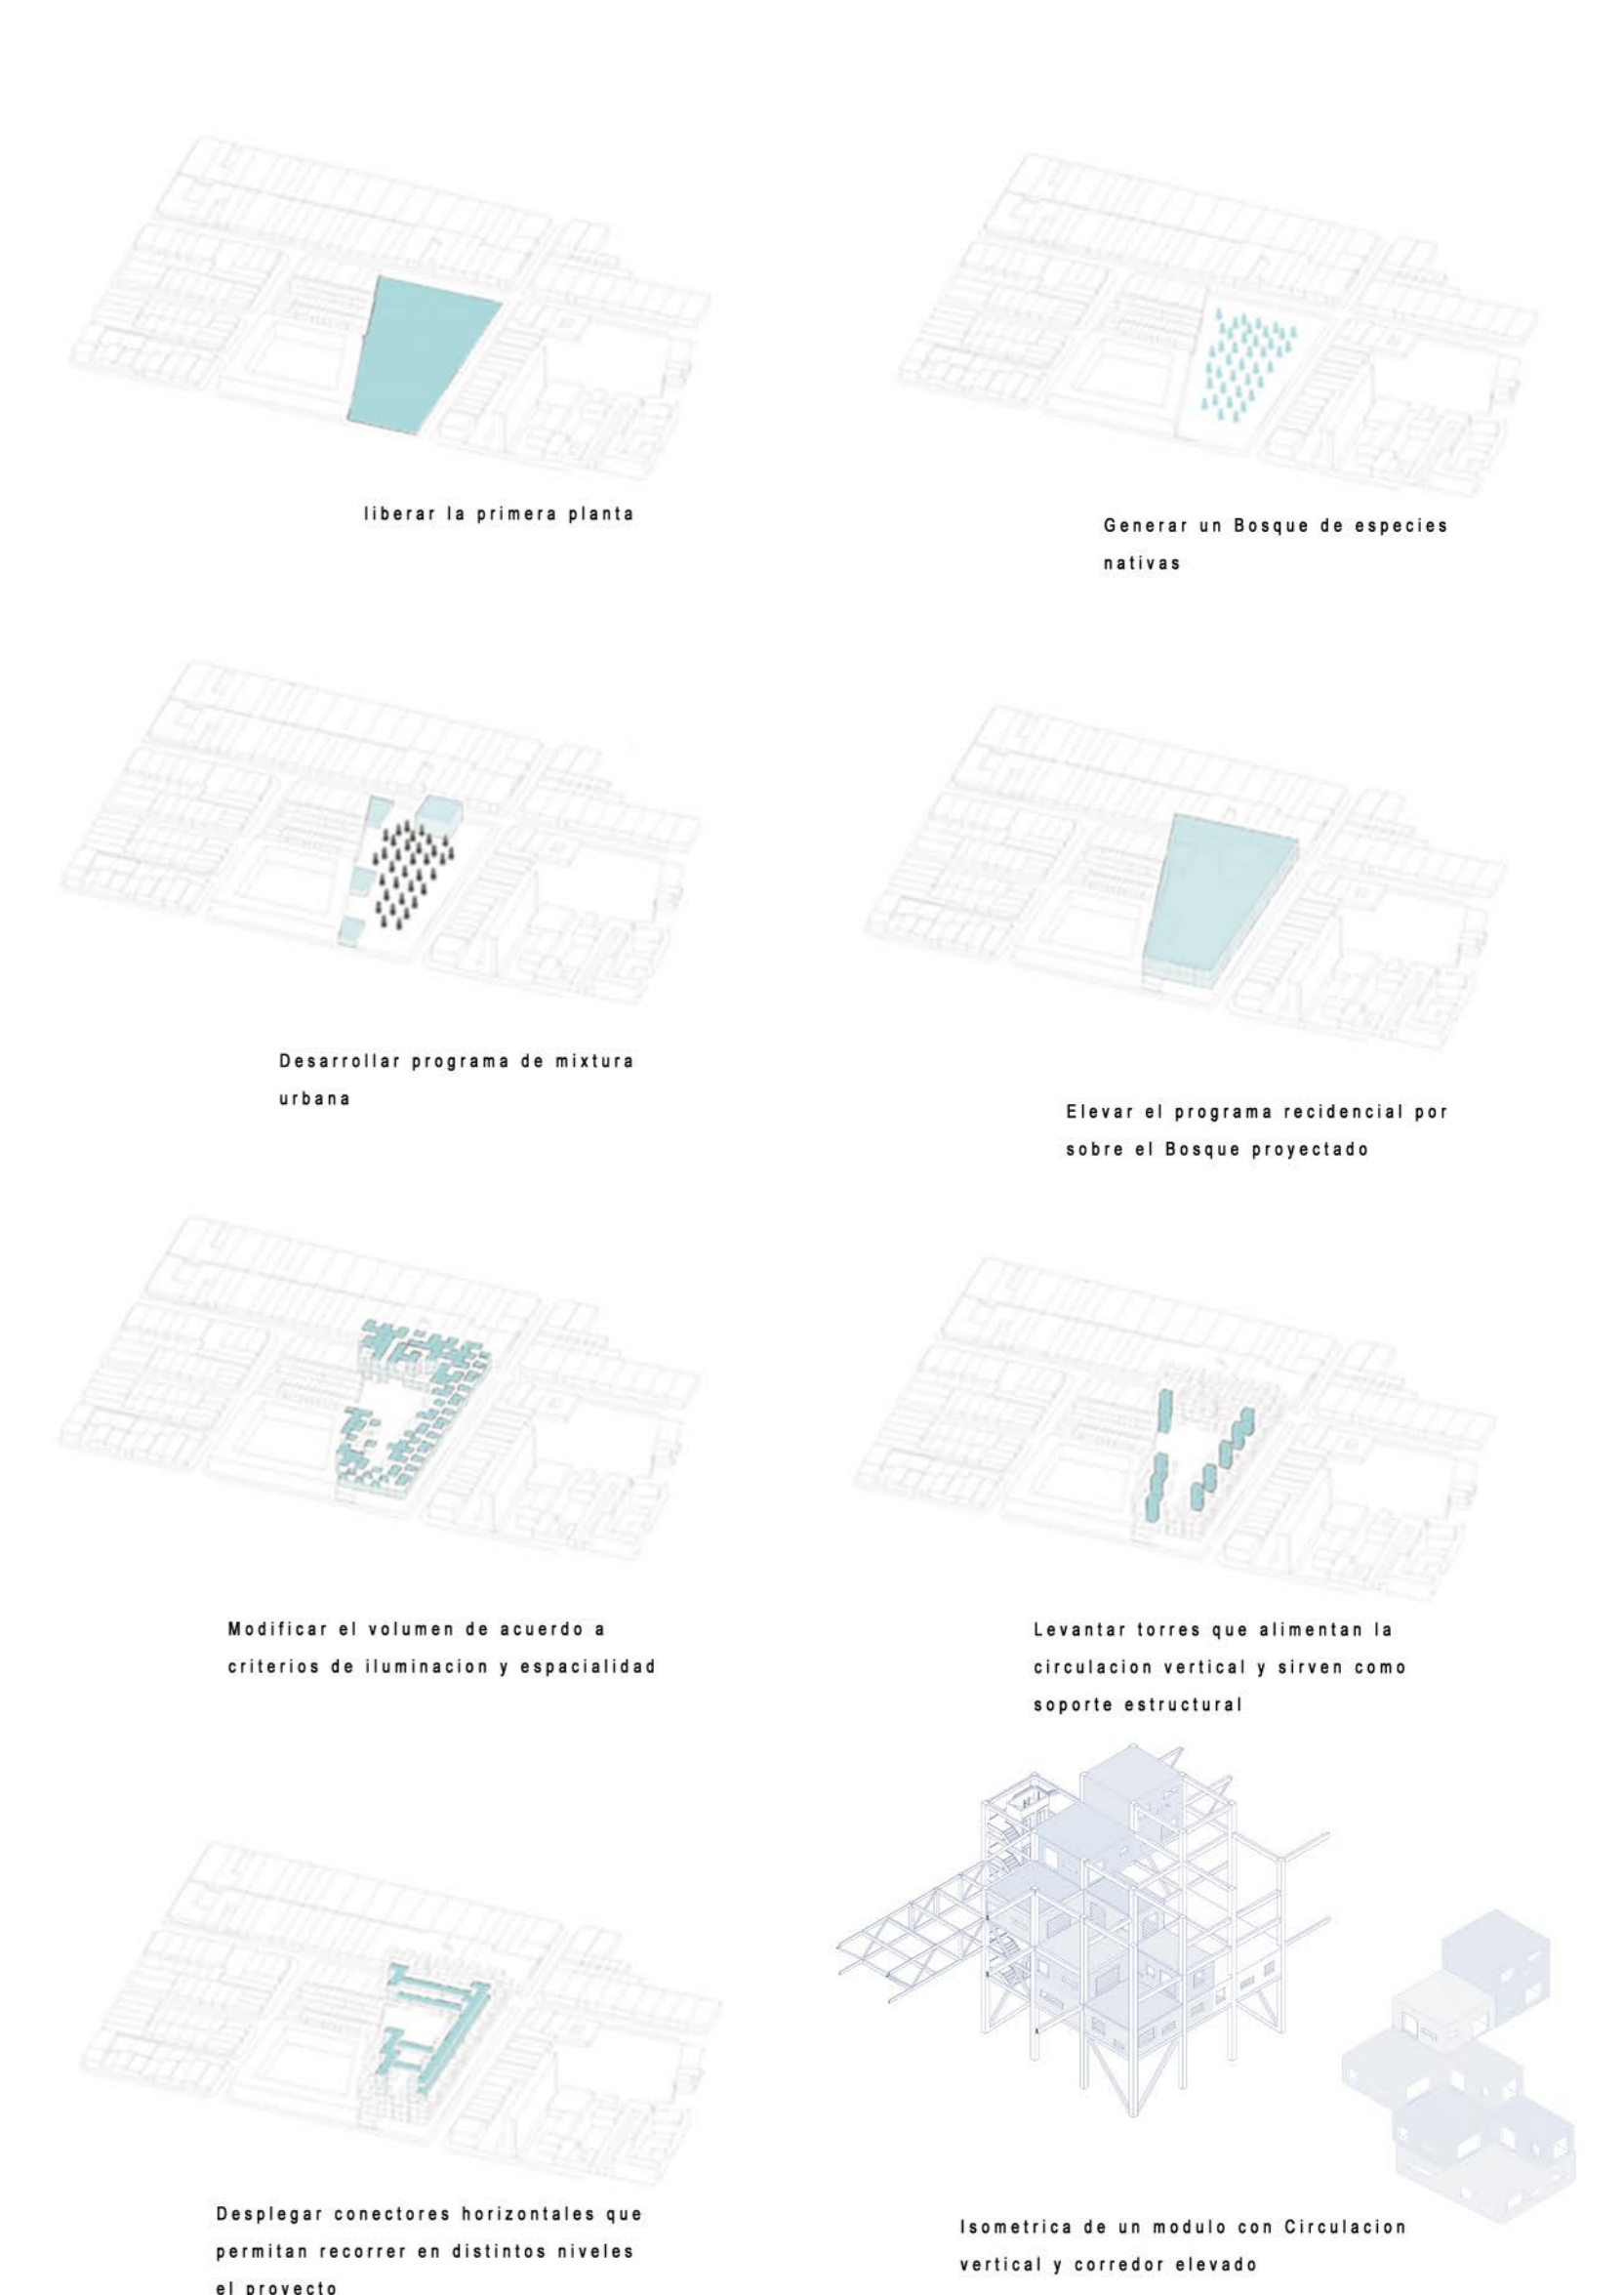 liberar la primera planta
Generar un Bosque de especies
nativas
Desarrollar programa de mixtura
urbana
Elevar el programa recidencial por
sobre el Bosque proyectado
Modificar el volumen de acuerdo a
criterios de iluminacion y espacialidad
Levantar torres que alimentan la
circulacion vertical y sirven como
soporte estructural
Desplegar conectores horizontales que
permitan recorrer en distintos niveles
el proyecto
Isometrica de un modulo con Circulacion
vertical y corredor elevado